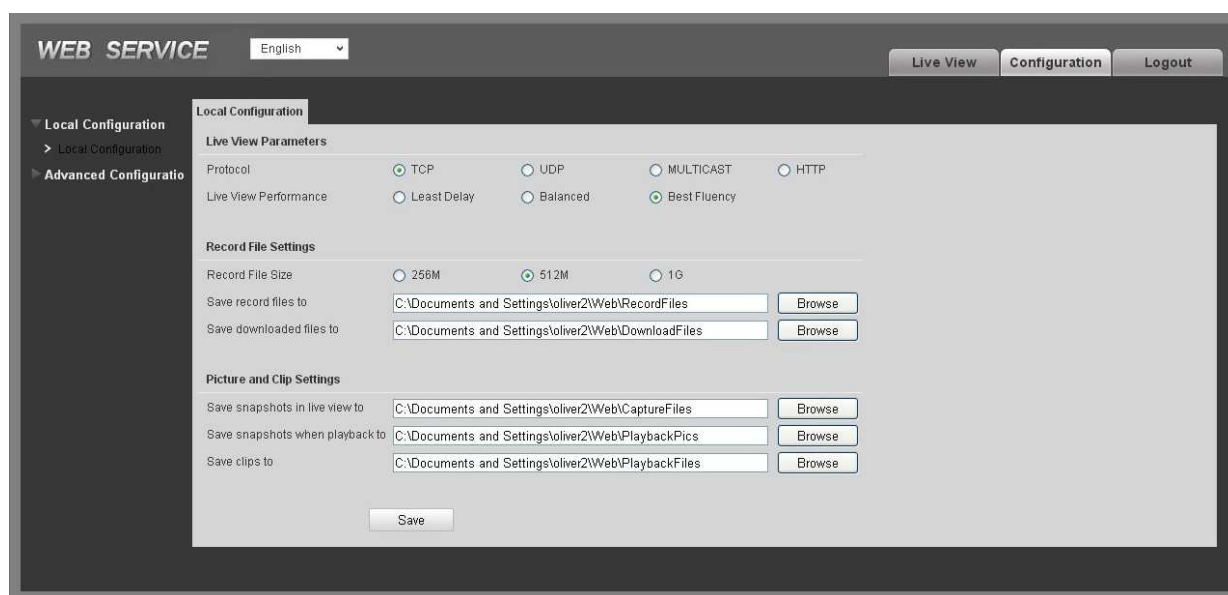 WEB SERVICE English
Live View Configuration Logout
Local Configuration
Local Configuration
Advanced Configuratio
Local Configuration
Live View Parameters
Protocol TCP UDP MULTICAST HTTP
Live View Performance Least Delay Balanced Best Fluency
Record File Settings
Record File Size 256M 512M 1G
Save record files to C:\Documents and Settings\oliver2\Web\RecordFiles Browse
Save downloaded files to C:\Documents and Settings\oliver2\Web\DownloadFiles Browse
Picture and Clip Settings
Save snapshots in live view to C:\Documents and Settings\oliver2\Web\CaptureFiles Browse
Save snapshots when playback to C:\Documents and Settings\oliver2\Web\PlaybackPics Browse
Save clips to C:\Documents and Settings\oliver2\Web\PlaybackFiles Browse
Save